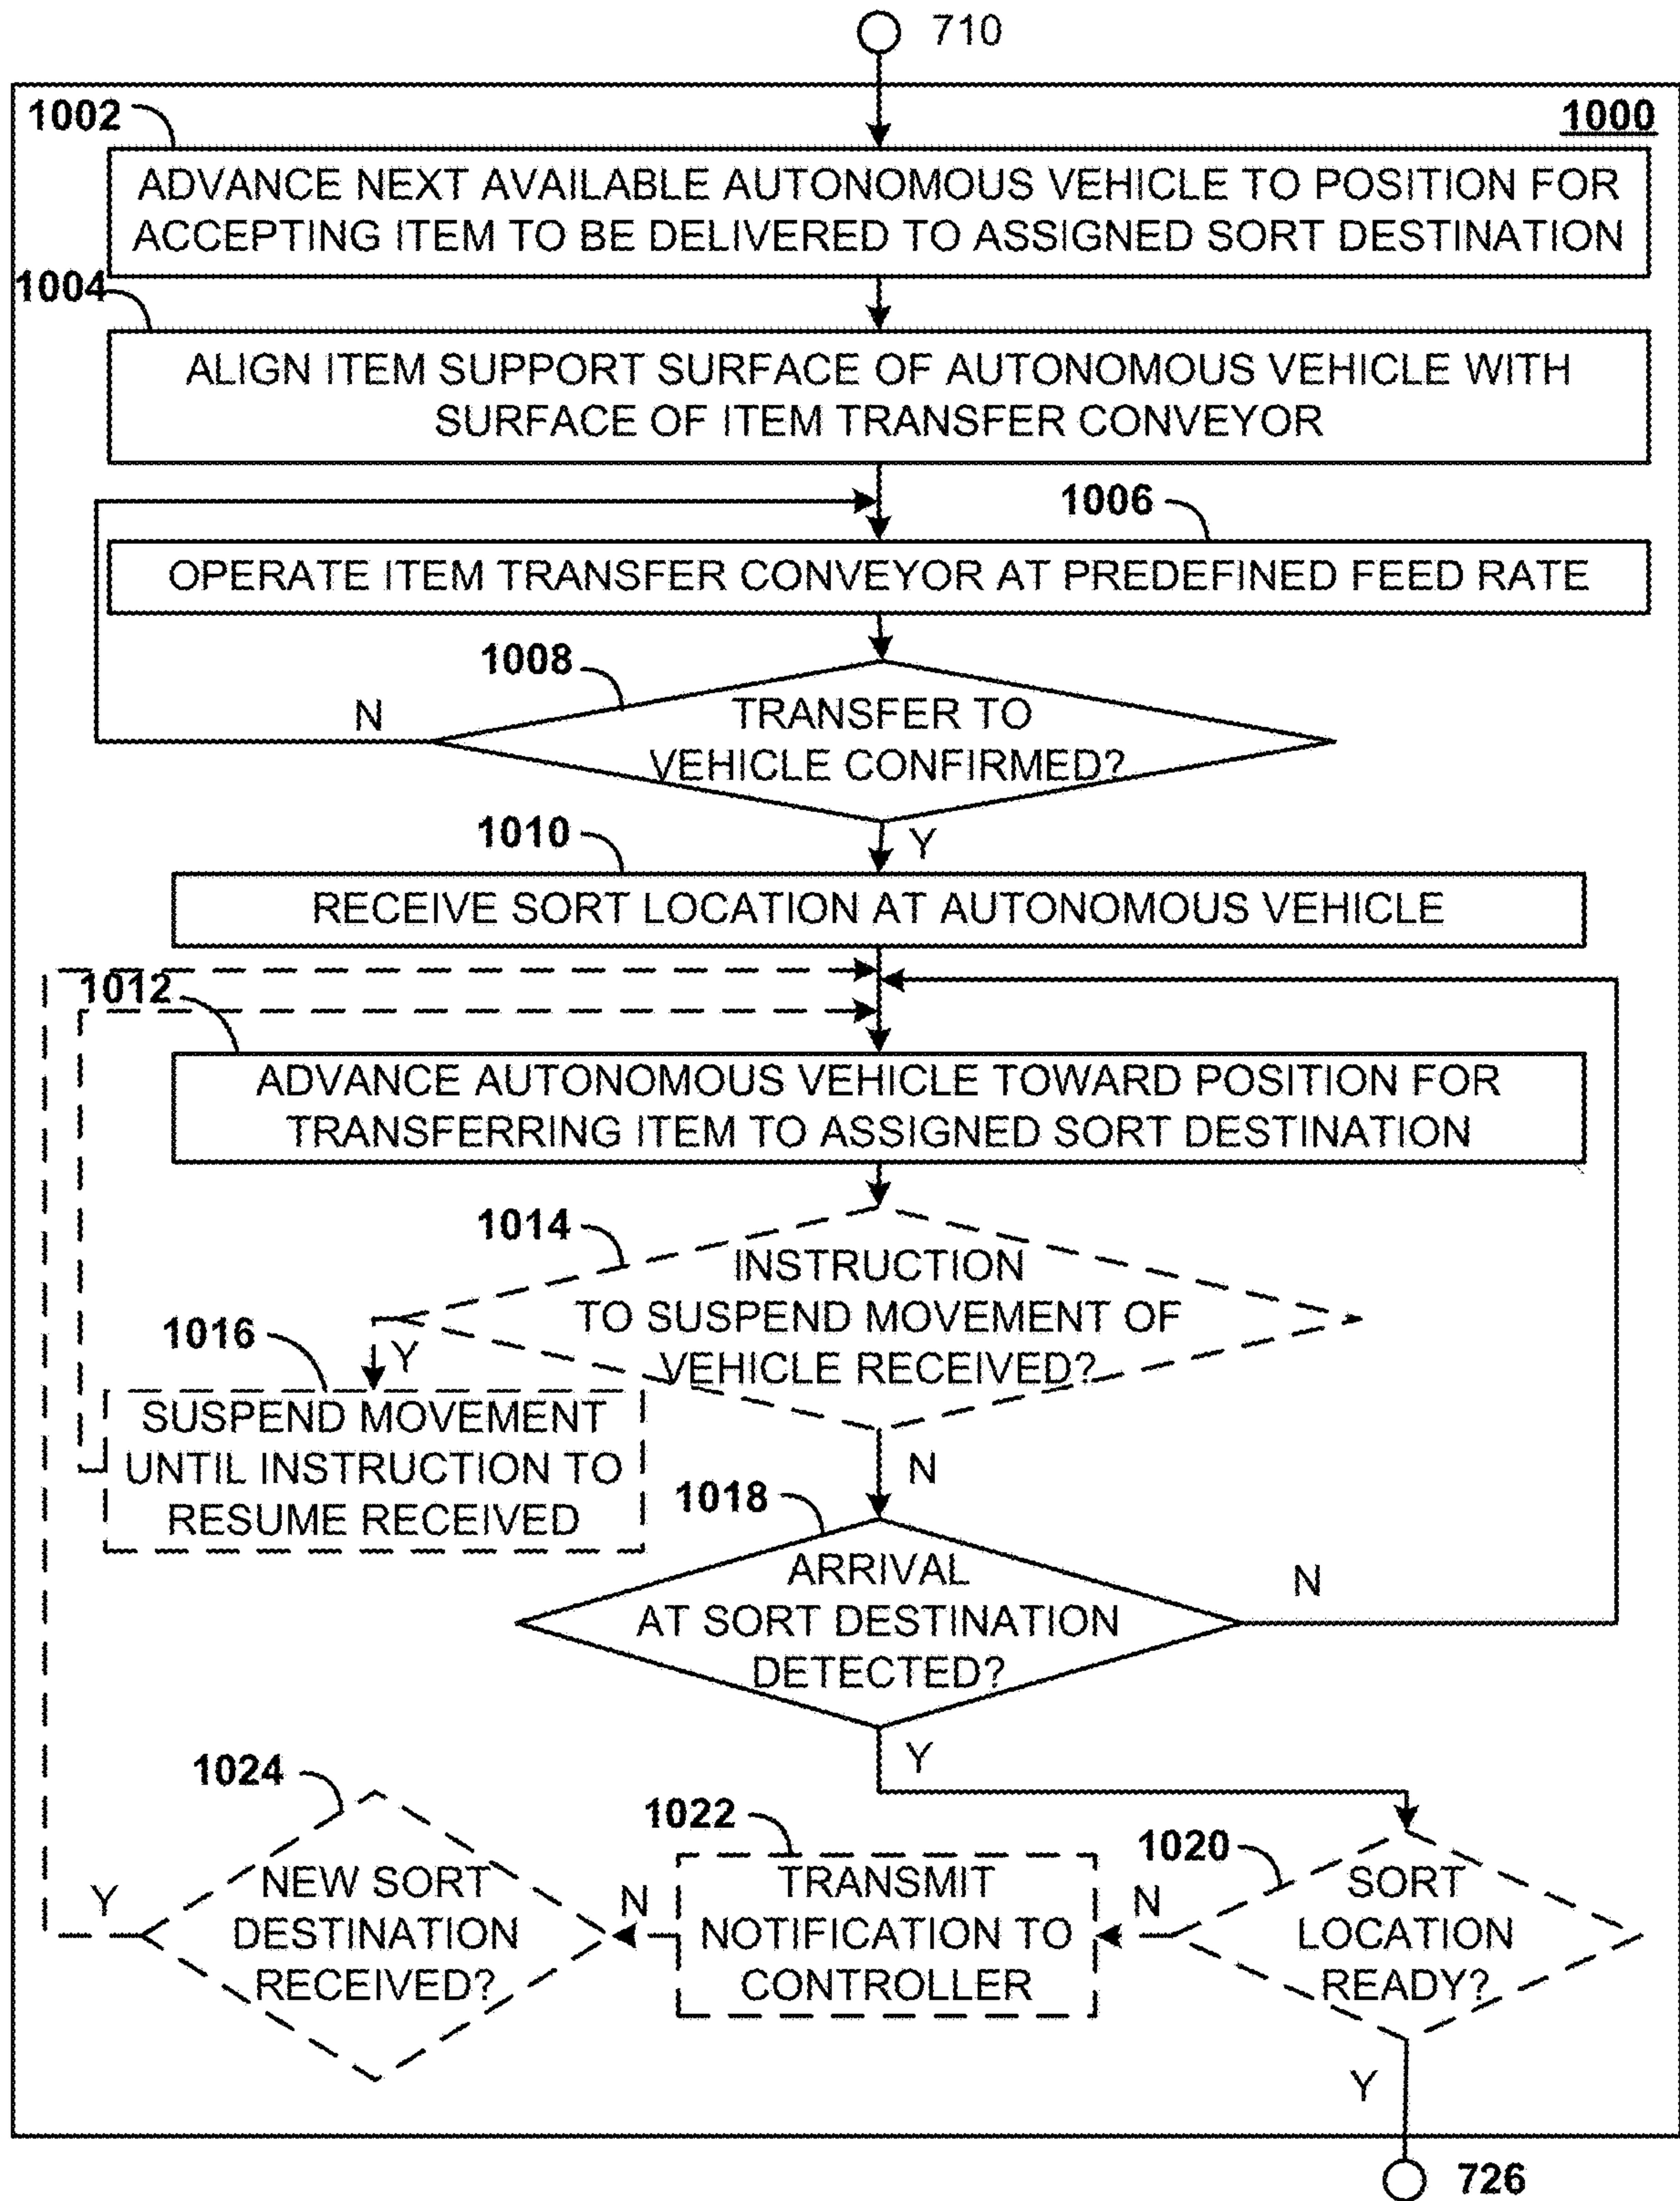 710
1000
1002
ADVANCE NEXT AVAILABLE AUTONOMOUS VEHICLE TO POSITION FOR
ACCEPTING ITEM TO BE DELIVERED TO ASSIGNED SORT DESTINATION
1004
ALIGN ITEM SUPPORT SURFACE OF AUTONOMOUS VEHICLE WITH
SURFACE OF ITEM TRANSFER CONVEYOR
1006
OPERATE ITEM TRANSFER CONVEYOR AT PREDEFINED FEED RATE
1008
TRANSFER TO
VEHICLE CONFIRMED?
N
Y
1010
RECEIVE SORT LOCATION AT AUTONOMOUS VEHICLE
1012
ADVANCE AUTONOMOUS VEHICLE TOWARD POSITION FOR
TRANSFERRING ITEM TO ASSIGNED SORT DESTINATION
1014
INSTRUCTION
TO SUSPEND MOVEMENT OF
VEHICLE RECEIVED?
Y
N
1016
SUSPEND MOVEMENT
UNTIL INSTRUCTION TO
RESUME RECEIVED
1018
ARRIVAL
AT SORT DESTINATION
DETECTED?
N
Y
1020
SORT
LOCATION
READY?
N
Y
1022
TRANSMIT
NOTIFICATION TO
CONTROLLER
N
1024
NEW SORT
DESTINATION
RECEIVED?
Y
726